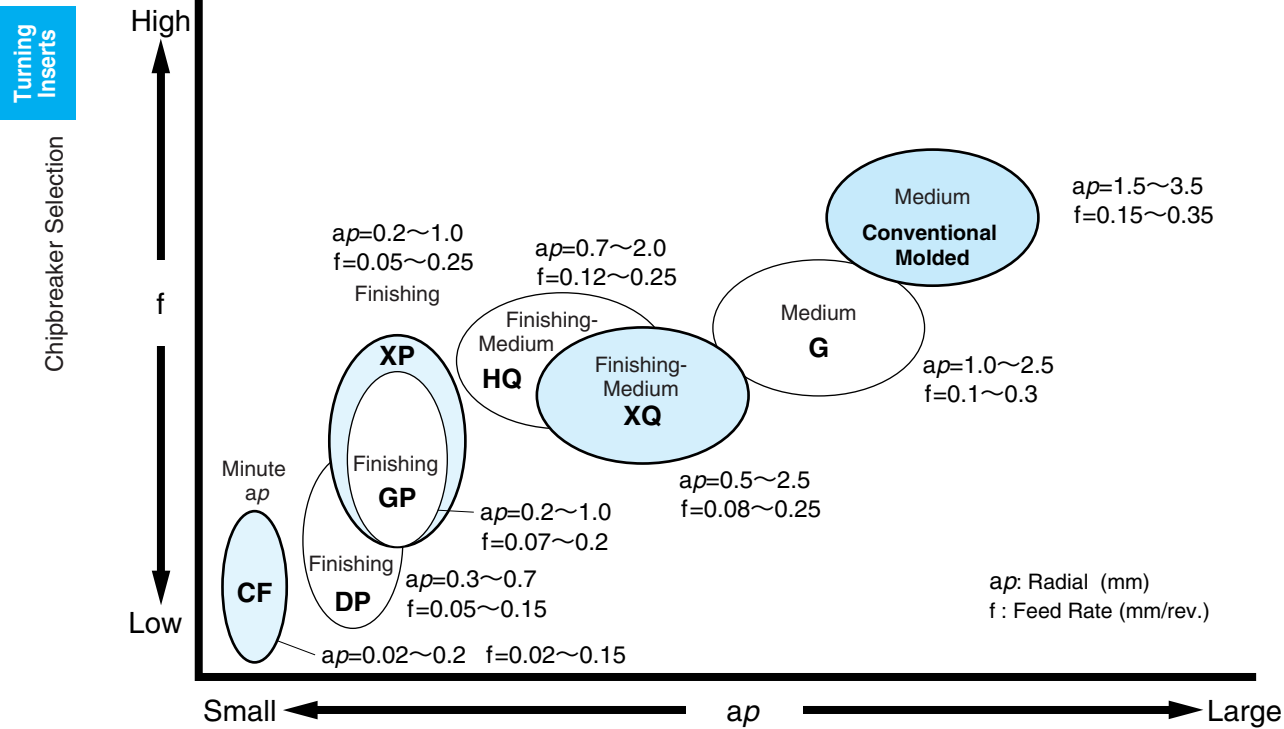 Turning
Inserts
Chipbreaker Selection
High
f
Low
ap=0.2～1.0
f=0.05～0.25
Finishing
XP
Finishing
GP
ap=0.2～1.0
f=0.07～0.2
Minute
ap
CF
ap=0.02～0.2 f=0.02～0.15
Finishing
DP
ap=0.3～0.7
f=0.05～0.15
ap=0.7～2.0
f=0.12～0.25
Finishing-
Medium
HQ
Finishing-
Medium
XQ
ap=0.5～2.5
f=0.08～0.25
Medium
G
ap=1.0～2.5
f=0.1～0.3
Medium
Conventional
Molded
ap=1.5～3.5
f=0.15～0.35
ap: Radial (mm)
f : Feed Rate (mm/rev.)
Small
ap
Large